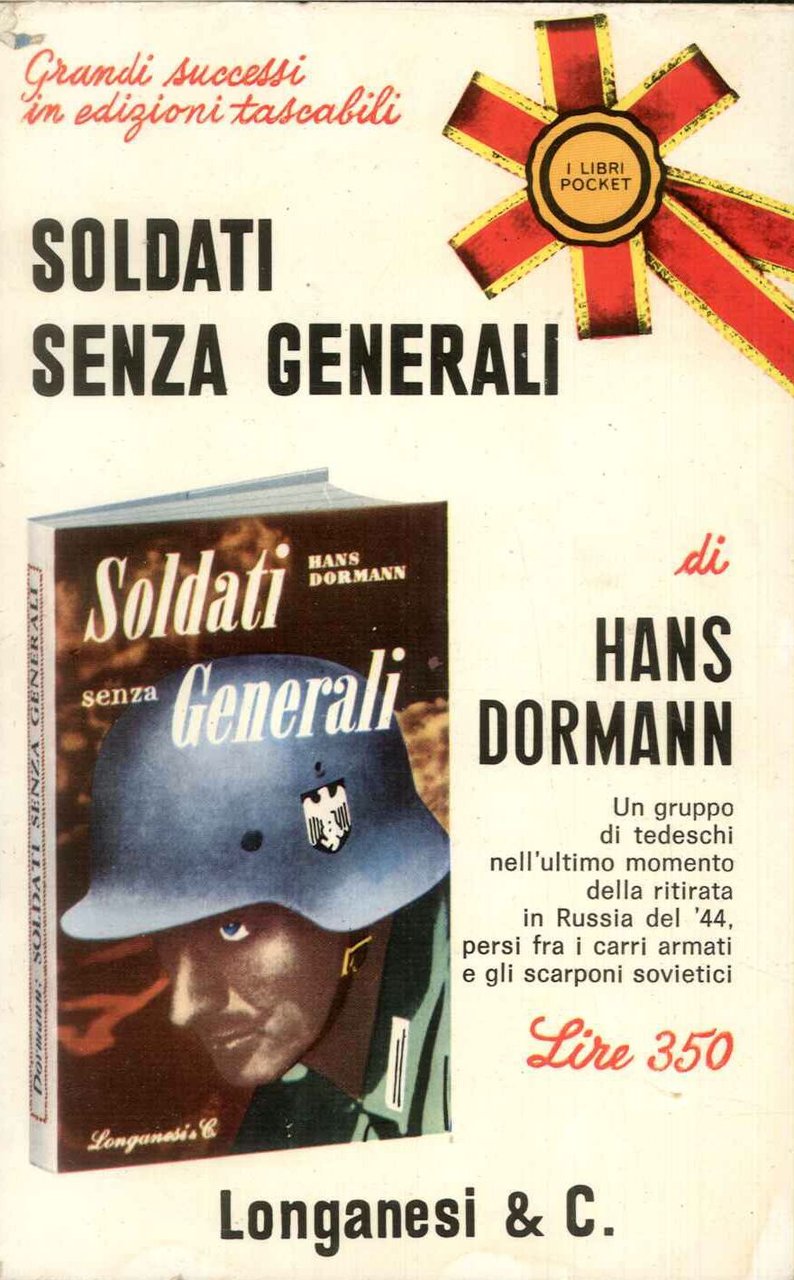 Grandi successi
in edizioni tascabili
I LIBRI
POCKET
SOLDATI
SENZA GENERALI
Soldati
HANS
DORMANN
senza Generali
Dormann: SOLDATI SENZA GENERALI
Longanesi & C.
di
HANS
DORMANN
Un gruppo
di tedeschi
nell'ultimo momento
della ritirata
in Russia del '44,
persi fra i carri armati
e gli scarponi sovietici
Lire 350
Longanesi & C.